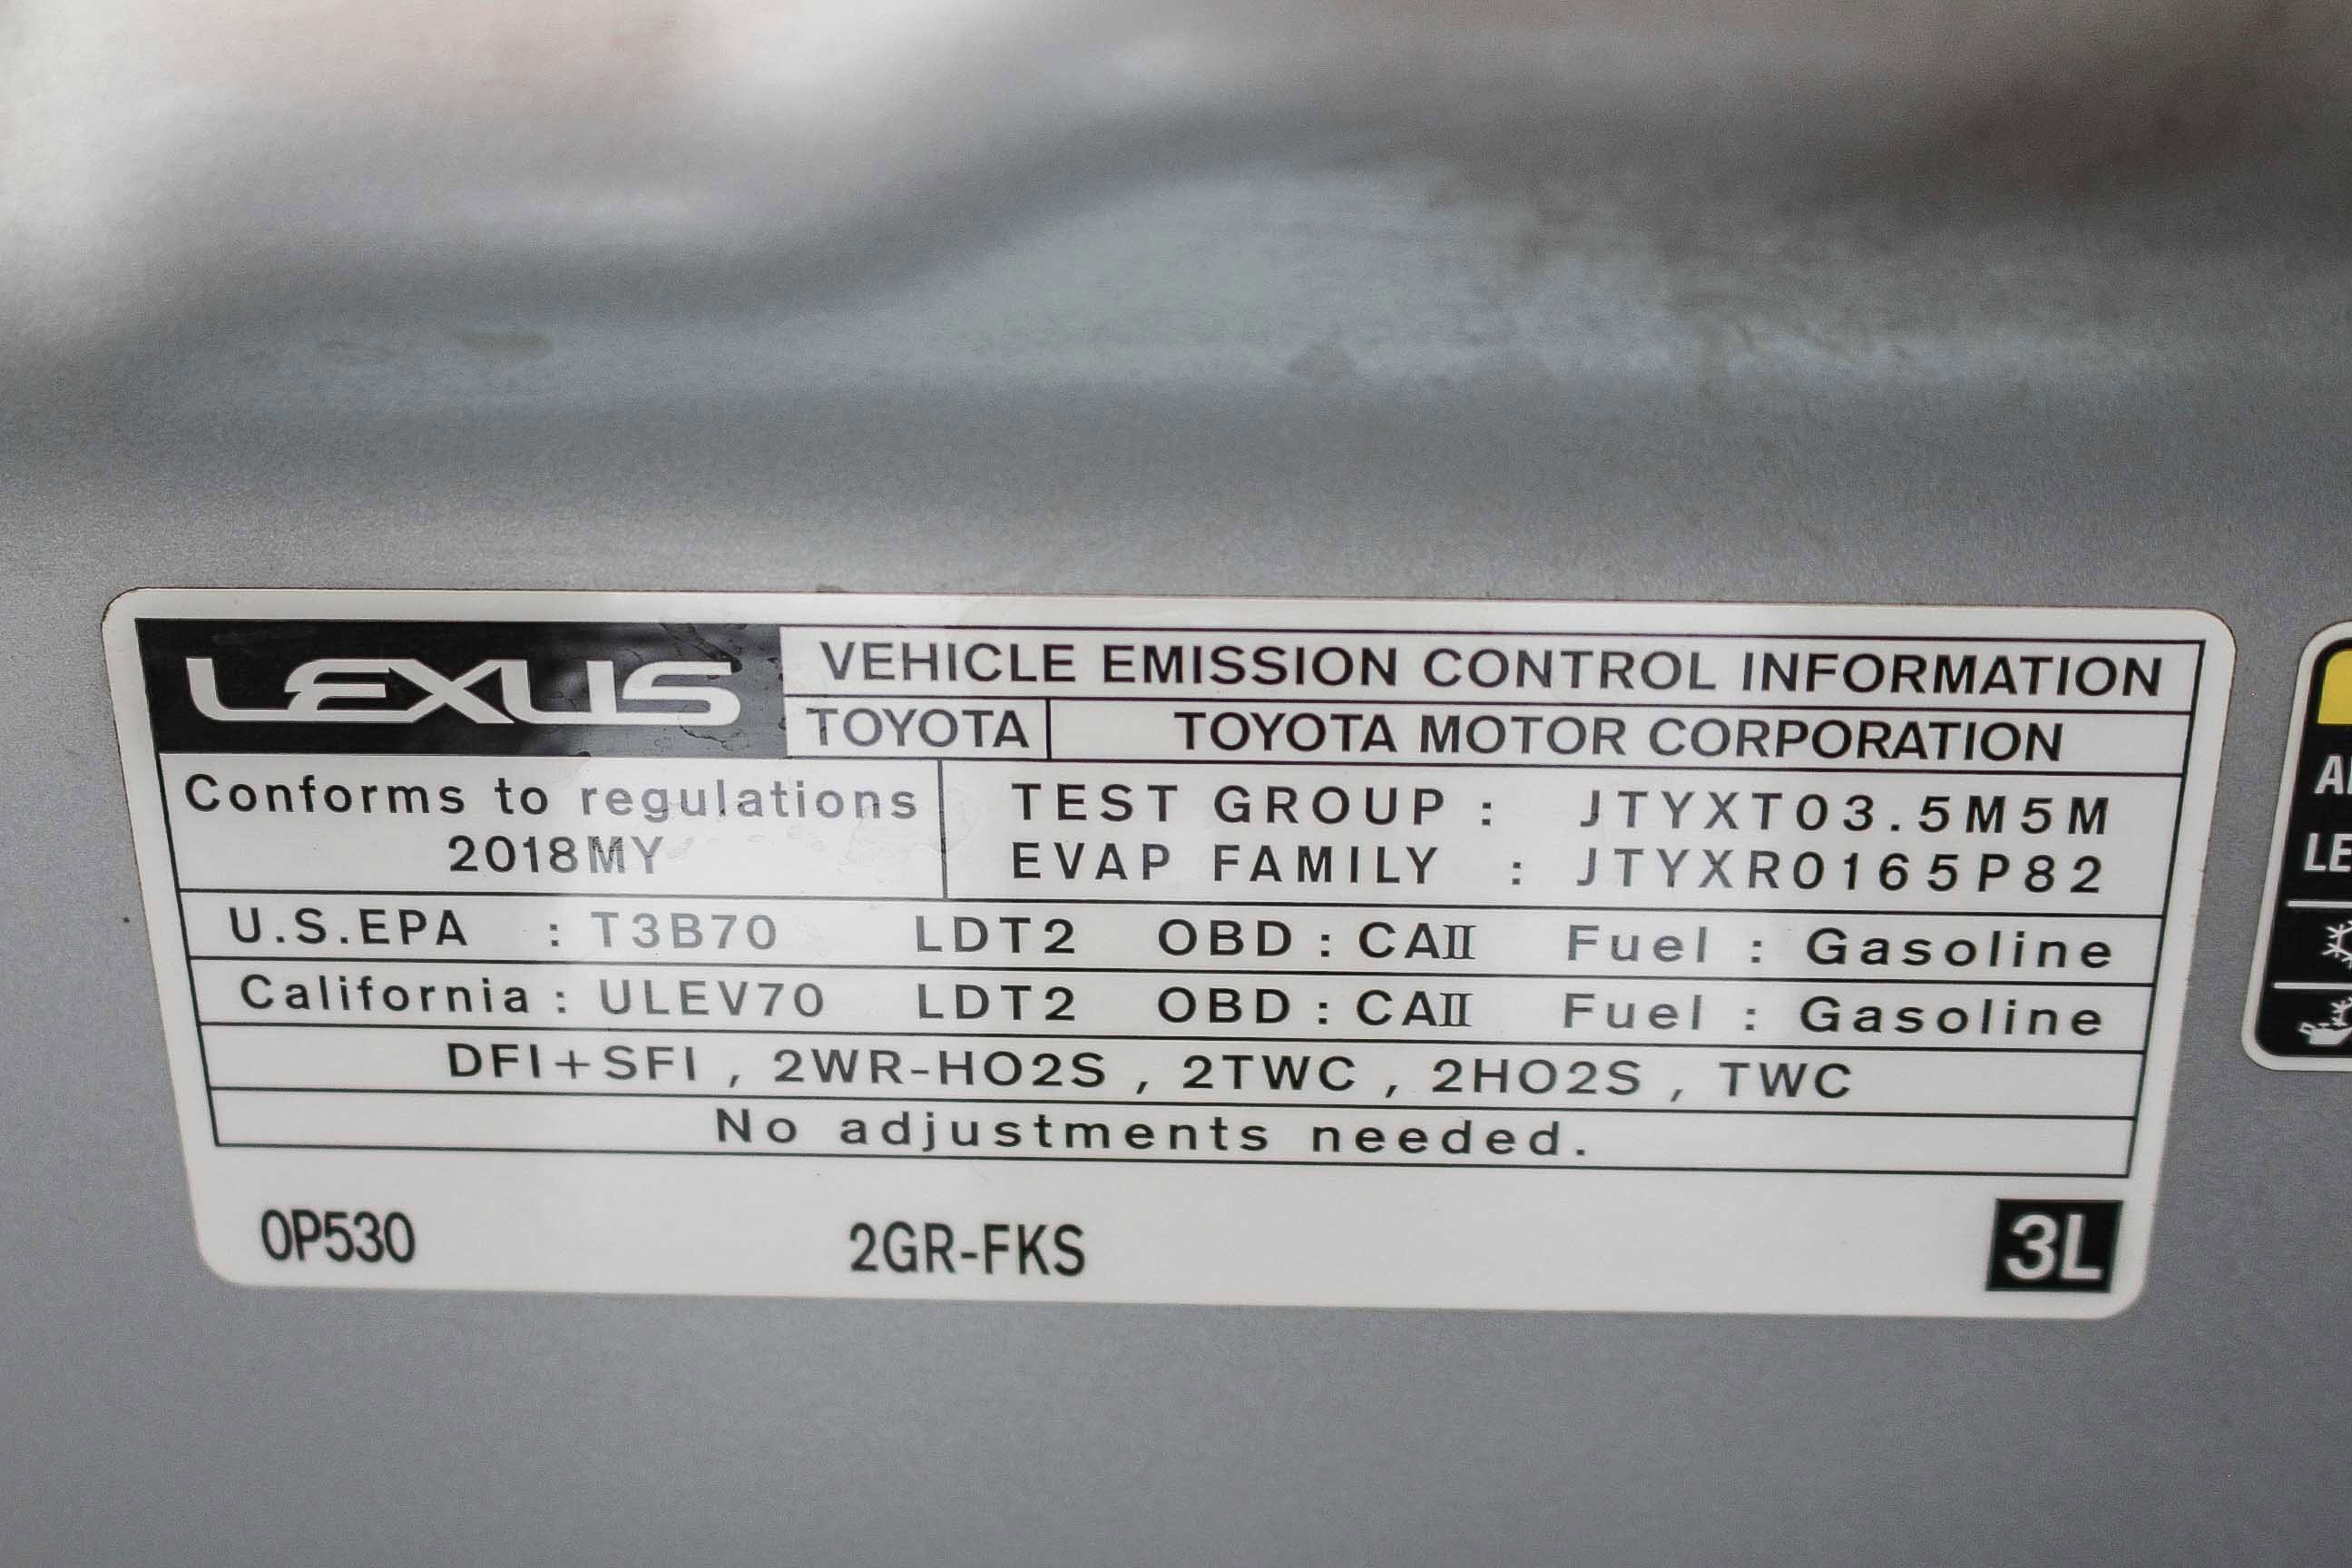 LEXUS VEHICLE EMISSION CONTROL INFORMATION
TOYOTA TOYOTA MOTOR CORPORATION
Conforms to regulations
2018MY
TEST GROUP : JTYXT03.5M5M
EVAP FAMILY : JTYXR0165P82
U.S.EPA : T3B70 LDT2 OBD : CAII Fuel : Gasoline
California : ULEV70 LDT2 OBD : CAII Fuel : Gasoline
DFI+SFI , 2WR-HO2S , 2TWC , 2HO2S , TWC
No adjustments needed.
0P530 2GR-FKS 3L